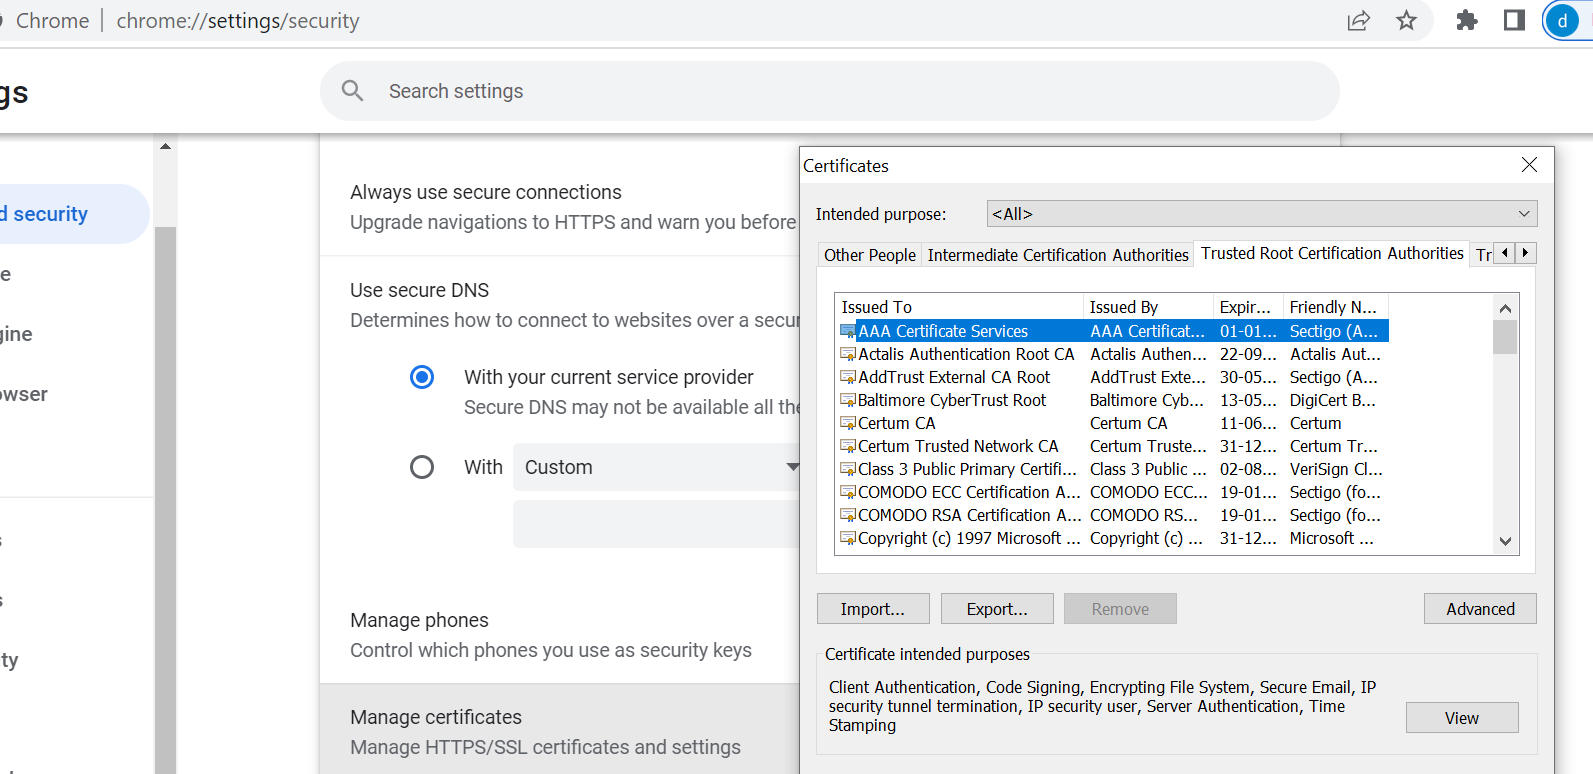 Chrome | chrome://settings/security
d
gs
Search settings
d security
e
gine
owser
s
s
ty
Always use secure connections
Upgrade navigations to HTTPS and warn you before
Use secure DNS
Determines how to connect to websites over a secur
With your current service provider
Secure DNS may not be available all the
With Custom
Manage phones
Control which phones you use as security keys
Manage certificates
Manage HTTPS/SSL certificates and settings
Certificates
Intended purpose: <All>
Other People Intermediate Certification Authorities Trusted Root Certification Authorities Tr
Issued To Issued By Expir... Friendly N...
AAA Certificate Services AAA Certificat... 01-01... Sectigo (A...
Actalis Authentication Root CA Actalis Authen... 22-09... Actalis Aut...
AddTrust External CA Root AddTrust Exte... 30-05... Sectigo (A...
Baltimore CyberTrust Root Baltimore Cyb... 13-05... DigiCert B...
Certum CA Certum CA 11-06... Certum
Certum Trusted Network CA Certum Truste... 31-12... Certum Tr...
Class 3 Public Primary Certifi... Class 3 Public ... 02-08... VeriSign Cl...
COMODO ECC Certification A... COMODO ECC... 19-01... Sectigo (fo...
COMODO RSA Certification A... COMODO RS... 19-01... Sectigo (fo...
Copyright (c) 1997 Microsoft ... Copyright (c) ... 31-12... Microsoft ...
Import... Export... Remove Advanced
Certificate intended purposes
Client Authentication, Code Signing, Encrypting File System, Secure Email, IP
security tunnel termination, IP security user, Server Authentication, Time
Stamping
View